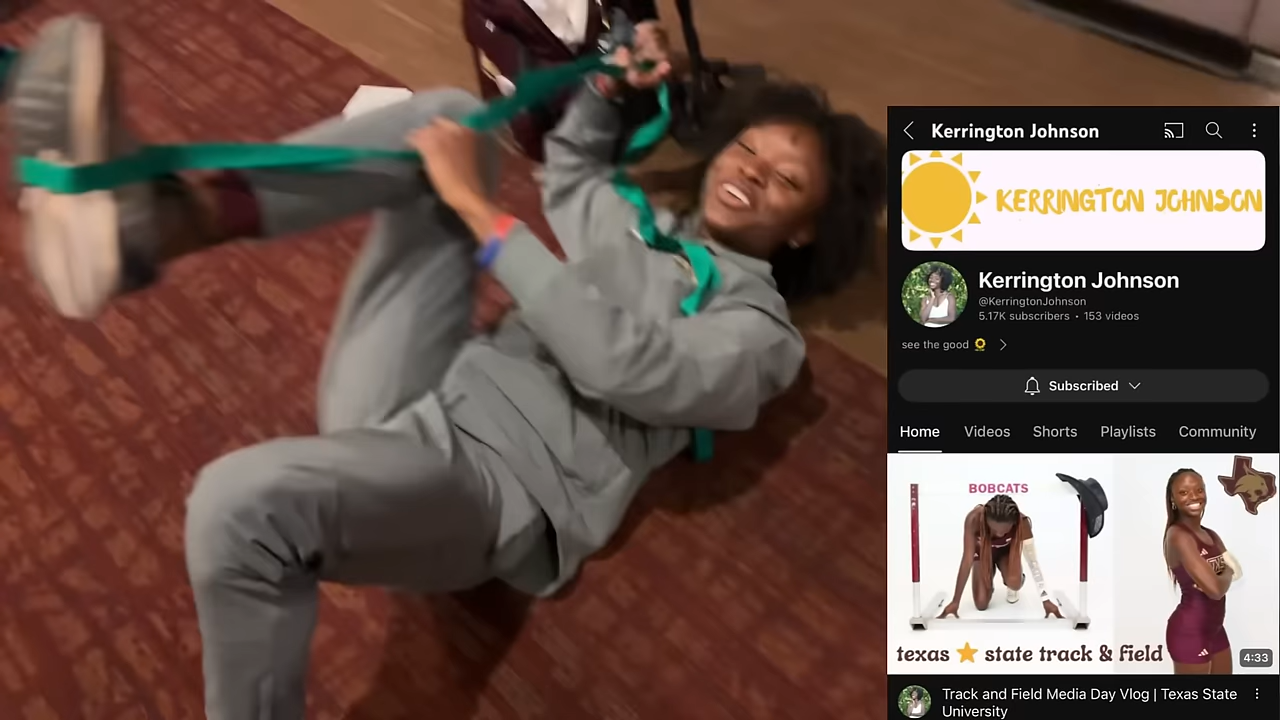 Kerrington Johnson
KERRINGTON JOHNSON
Kerrington Johnson
@KerringtonJohnson
5.17K subscribers • 153 videos
see the good 🌻
Subscribed
Home Videos Shorts Playlists Community
BOBCATS
texas ⭐ state track & field
4:33
Track and Field Media Day Vlog | Texas State
University